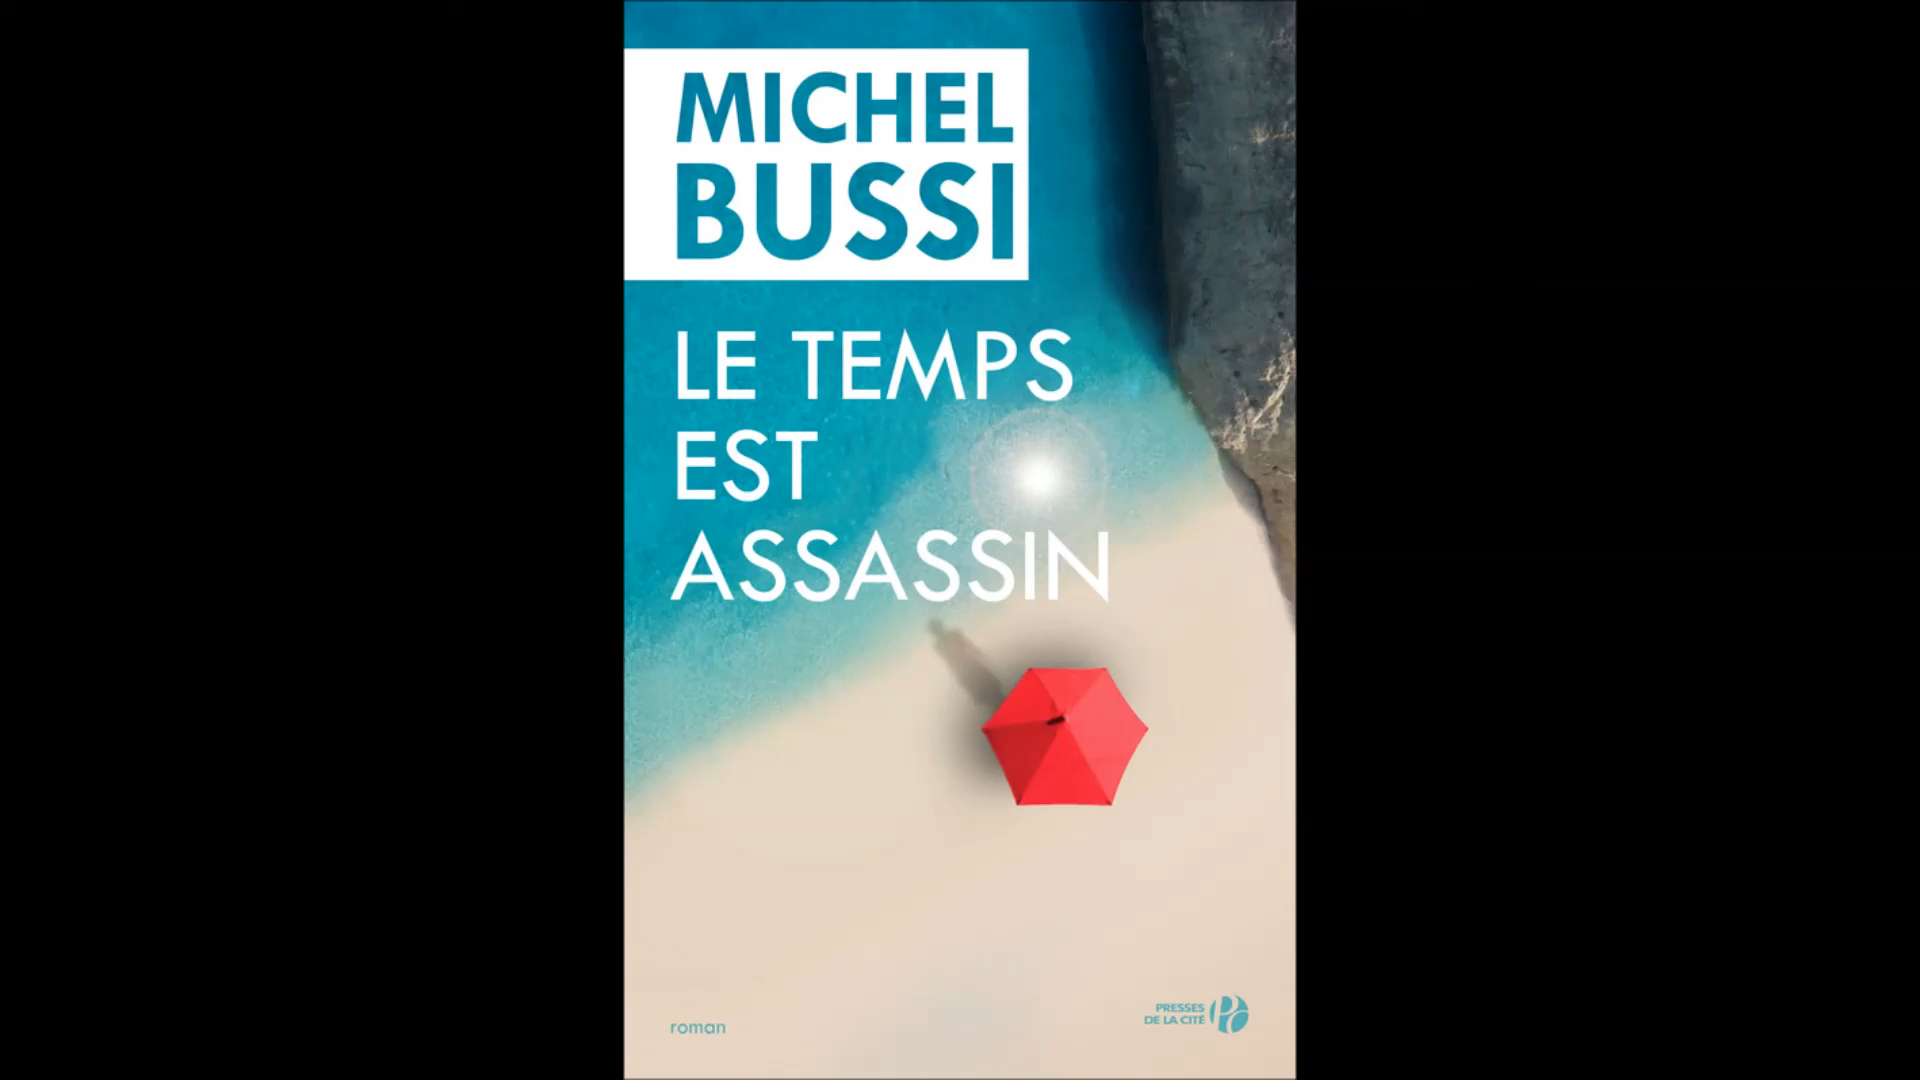 MICHEL
BUSSI
LE TEMPS
EST
ASSASSIN
roman
PRESSES
DE LA CITÉ